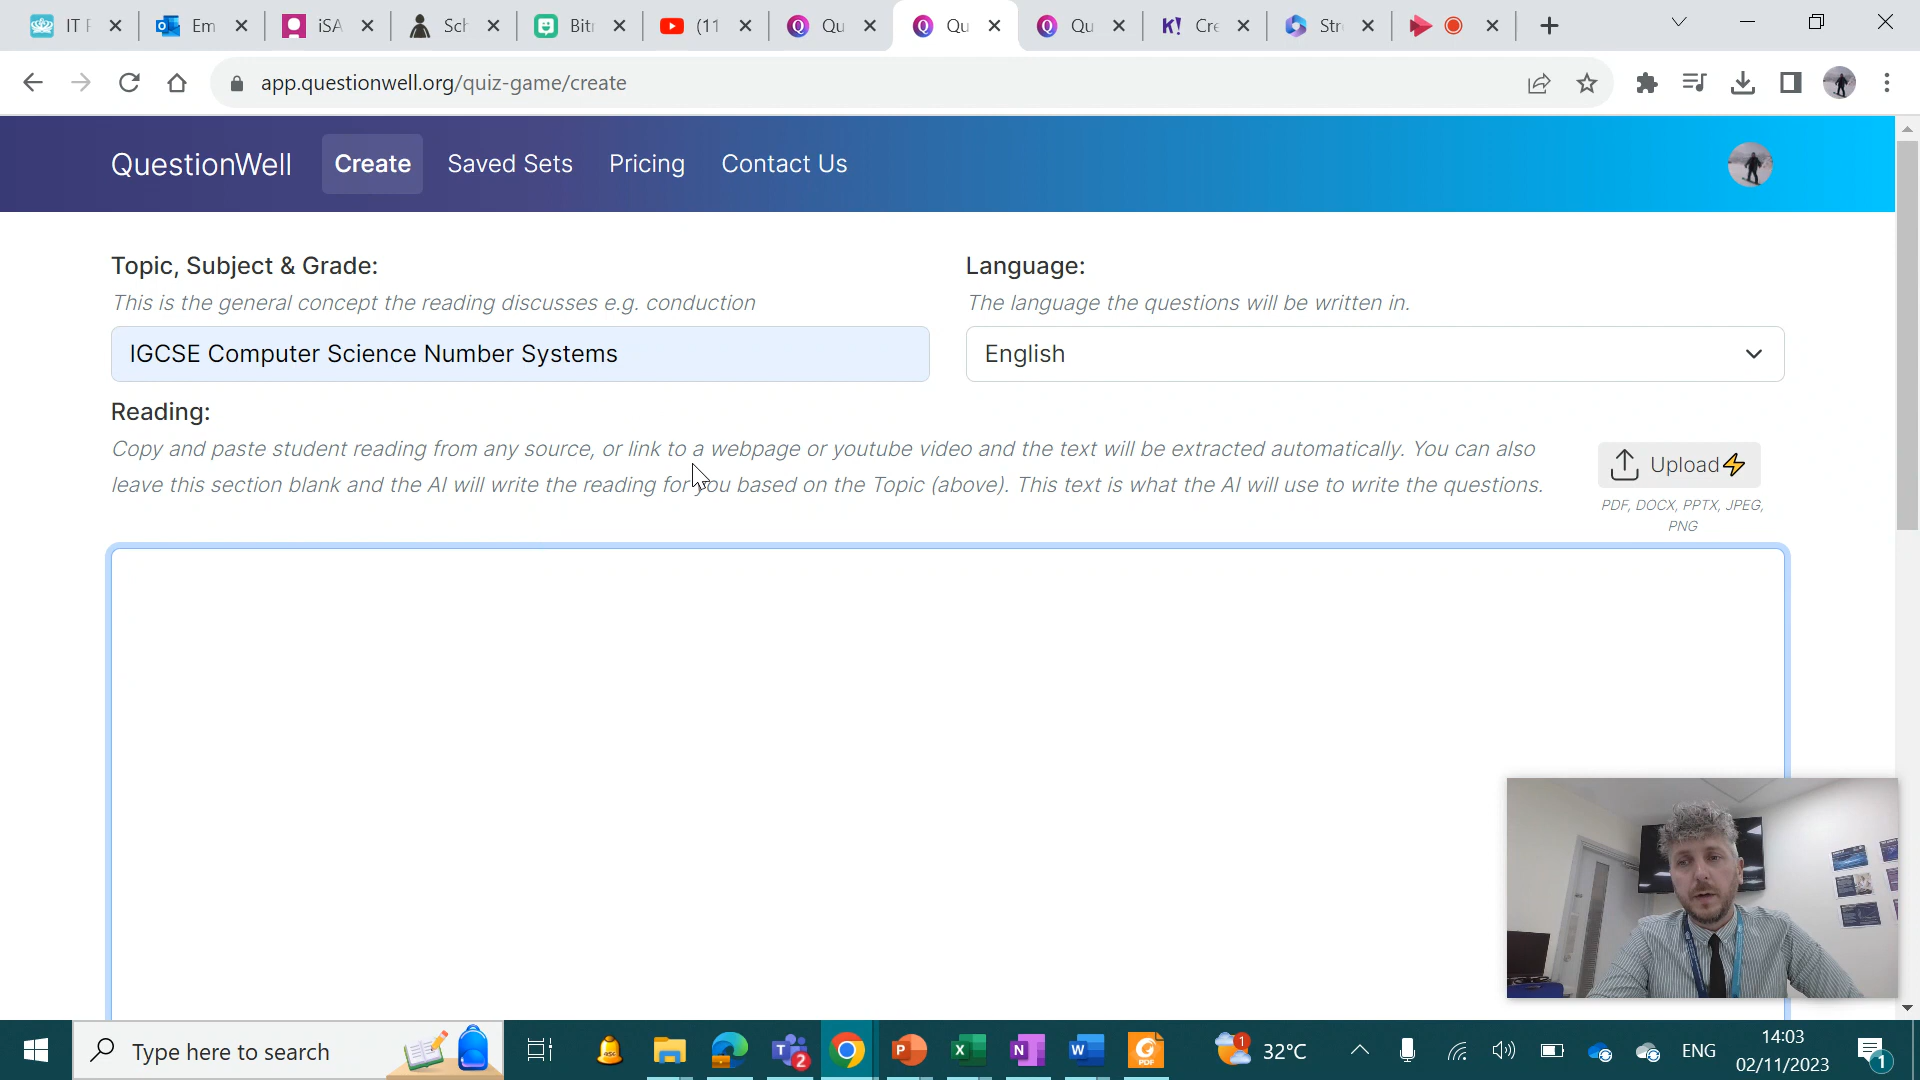 IT F
Em
iSA
Sch
Bit
(11
Qu
Qu
Qu
K! Cre
Str
app.questionwell.org/quiz-game/create
QuestionWell Create Saved Sets Pricing Contact Us
Topic, Subject & Grade:
This is the general concept the reading discusses e.g. conduction
IGCSE Computer Science Number Systems
Language:
The language the questions will be written in.
English
Reading:
Copy and paste student reading from any source, or link to a webpage or youtube video and the text will be extracted automatically. You can also
leave this section blank and the AI will write the reading for you based on the Topic (above). This text is what the AI will use to write the questions.
Upload
PDF, DOCX, PPTX, JPEG,
PNG
Type here to search
2
1
32°C
ENG
14:03
02/11/2023
1